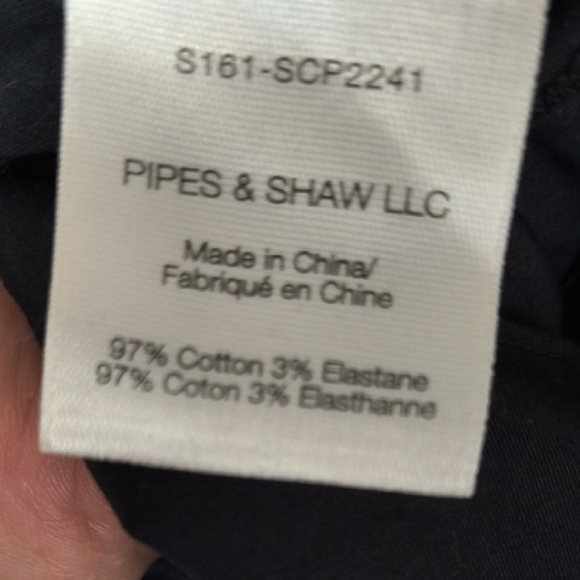 S161-SCP2241
PIPES & SHAW LLC
Made in China/
Fabriqué en Chine
97% Cotton 3% Elastane
97% Coton 3% Elasthanne